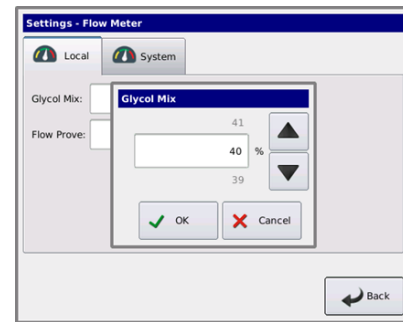 Settings - Flow Meter
Local
System
Glycol Mix:
Flow Prove:
Glycol Mix
41
40 %
39
OK
Cancel
Back